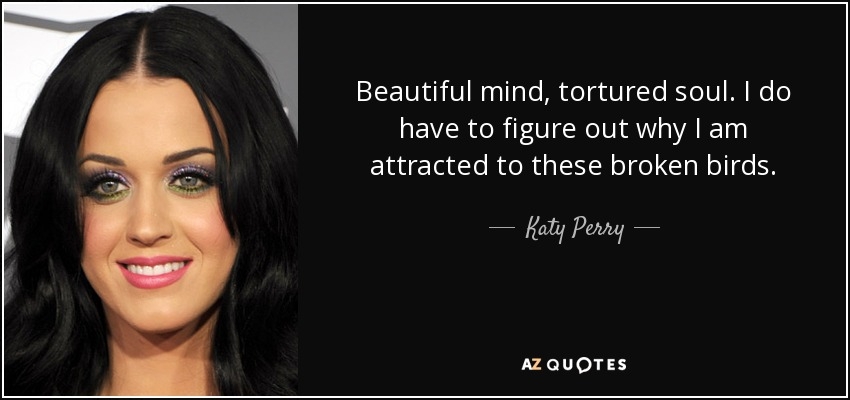 Beautiful mind, tortured soul. I do
have to figure out why I am
attracted to these broken birds.
Katy Perry
AZ QUOTES